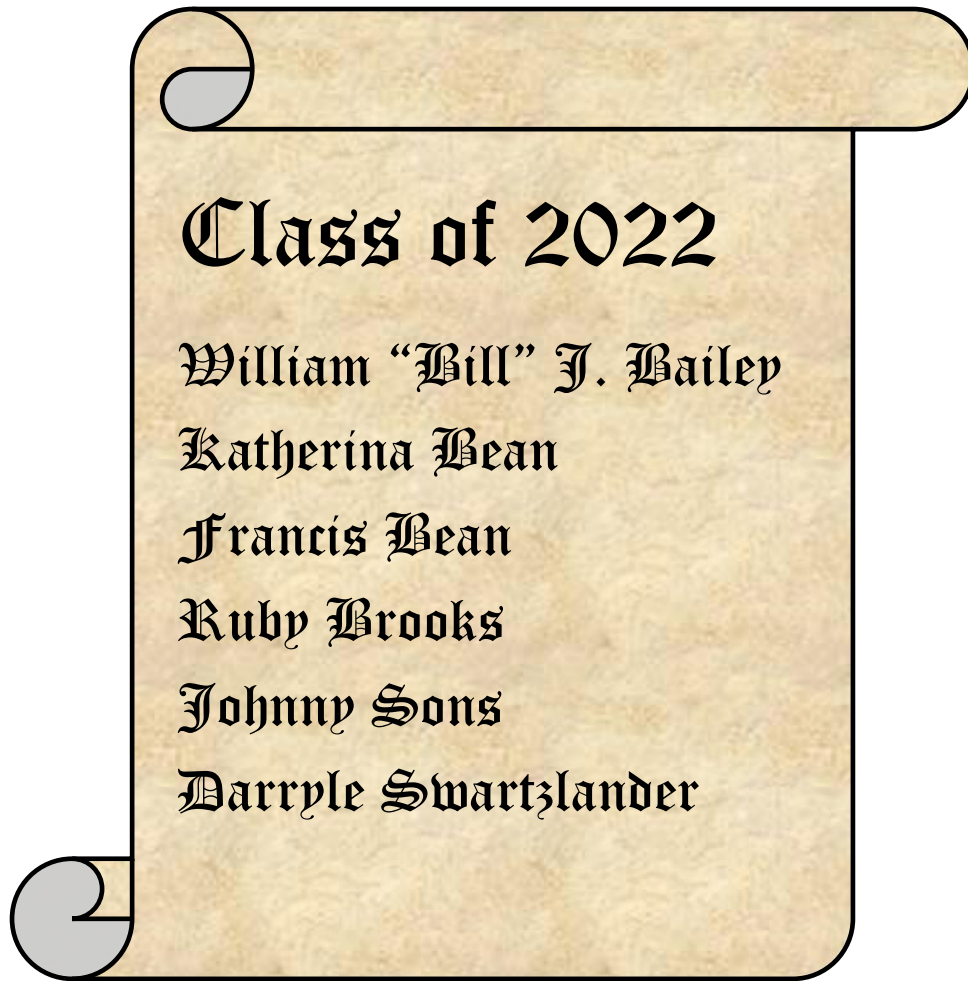 Class of 2022
William “Bill” J. Bailey
Katherina Bean
Francis Bean
Ruby Brooks
Johnny Sons
Darryle Swartzlander